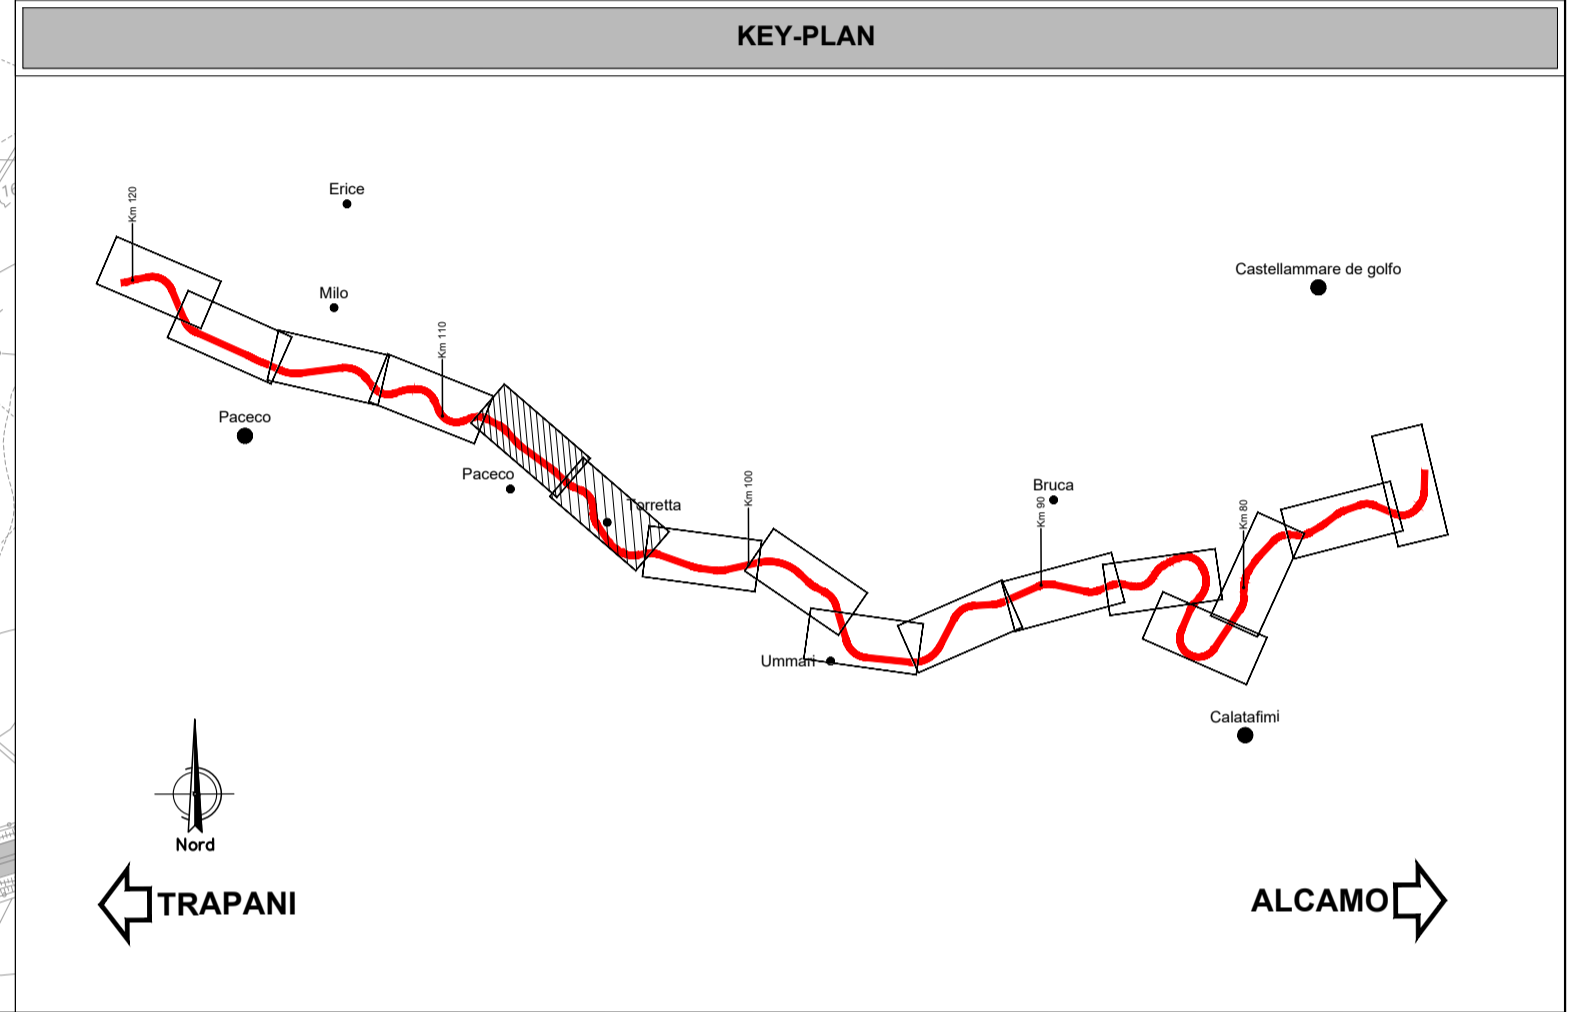 KEY-PLAN
Km 120
Erice
Castellammare de golfo
Milo
Km 110
Paceco
Paceco
Torretta
Km 100
Bruca
Km 90
Km 80
Ummari
Calatafimi
Nord
TRAPANI
ALCAMO